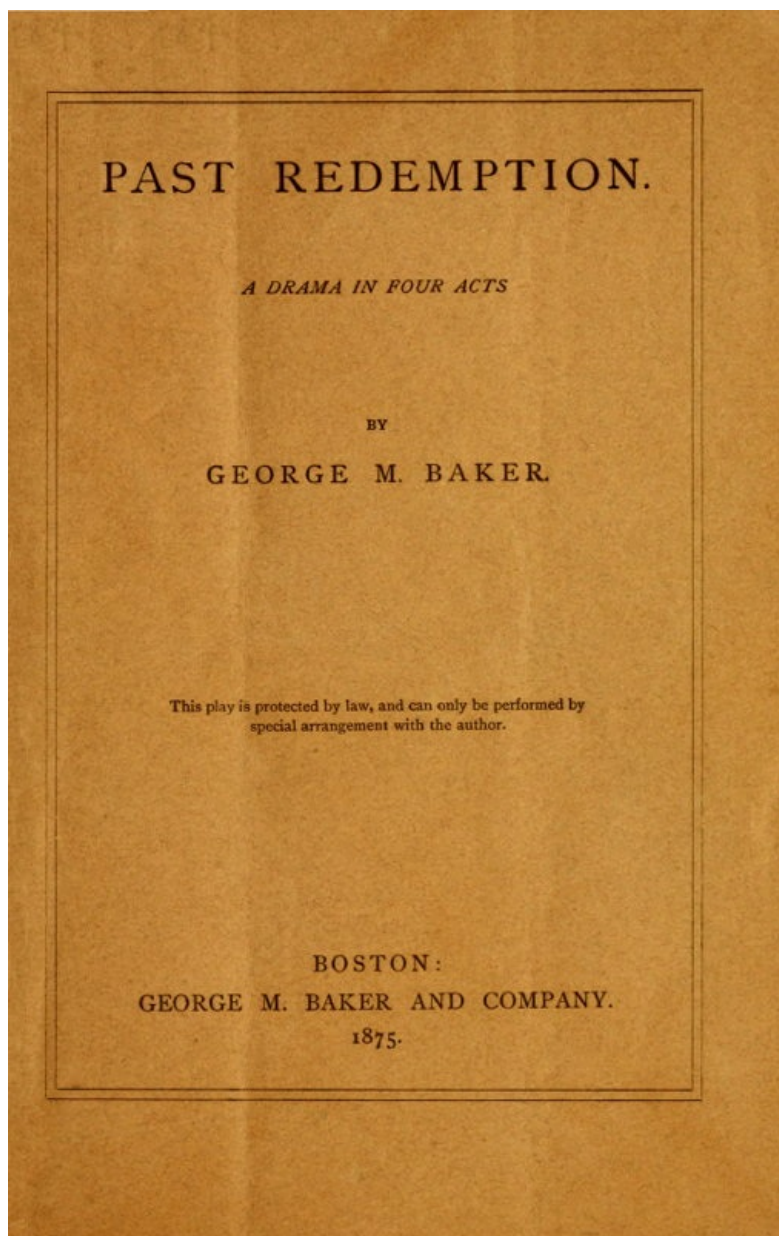 PAST REDEMPTION.
A DRAMA IN FOUR ACTS
BY
GEORGE M. BAKER.
This play is protected by law, and can only be performed by
special arrangement with the author.
BOSTON:
GEORGE M. BAKER AND COMPANY.
1875.